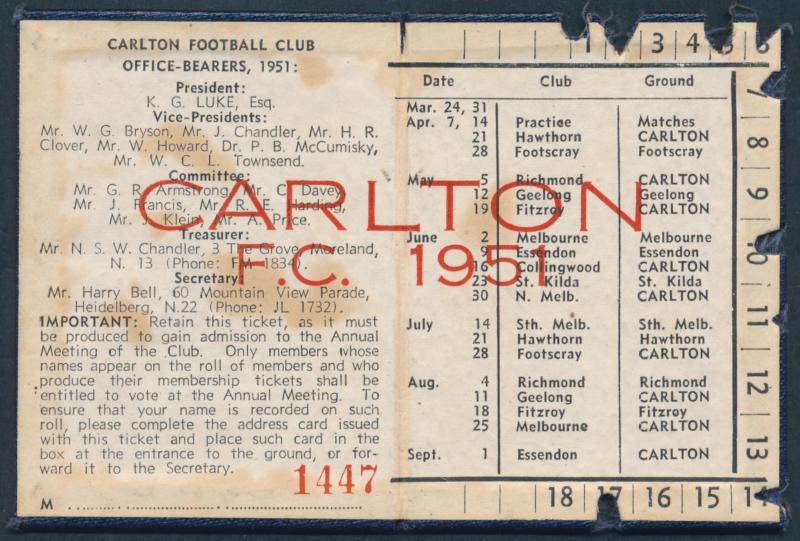 CARLTON FOOTBALL CLUB
OFFICE-BEARERS, 1951:
President:
K. G. LUKE, Esq.
Vice-Presidents:
Mr. W. G. Bryson, Mr. J. Chandler, Mr. H. R.
Clover, Mr. W. Howard, Dr. P. B. McCumisky,
Mr. W. C. L. Townsend.
Committee:
Mr. G. R. Armstrong, Mr. C. Davey,
Mr. J. Francis, Mr. R. E. Harding,
Mr. J. Klein, Mr. A. Price.
Treasurer:
Mr. N. S. W. Chandler, 3 The Grove, Moreland,
N. 13 (Phone: FM 1834).
Secretary:
Mr. Harry Bell, 60 Mountain View Parade,
Heidelberg, N.22 (Phone: JL 1732).
IMPORTANT: Retain this ticket, as it must
be produced to gain admission to the Annual
Meeting of the Club. Only members whose
names appear on the roll of members and who
produce their membership tickets shall be
entitled to vote at the Annual Meeting. To
ensure that your name is recorded on such
roll, please complete the address card issued
with this ticket and place such card in the
box at the entrance to the ground, or for-
ward it to the Secretary.
1447
M ........................................
CARLTON
F.C. 1951
Date Club Ground
Mar. 24, 31
Apr. 7, 14 Practice Matches
21 Hawthorn CARLTON
28 Footscray Footscray
May 5 Richmond CARLTON
12 Geelong Geelong
19 Fitzroy CARLTON
June 2 Melbourne Melbourne
9 Essendon Essendon
16 Collingwood CARLTON
23 St. Kilda St. Kilda
30 N. Melb. CARLTON
July 14 Sth. Melb. Sth. Melb.
21 Hawthorn Hawthorn
28 Footscray CARLTON
Aug. 4 Richmond Richmond
11 Geelong CARLTON
18 Fitzroy Fitzroy
25 Melbourne CARLTON
Sept. 1 Essendon CARLTON
1 3 4 5 6
7
8
9
10
11
12
13
18 17 16 15 14